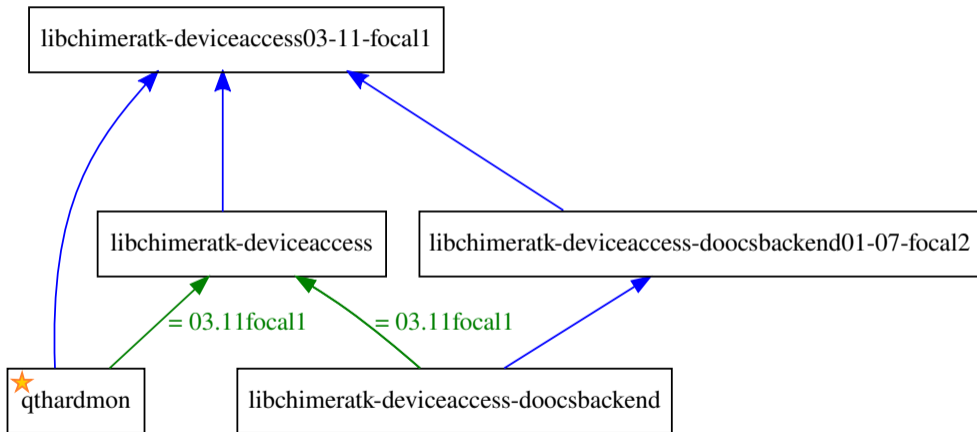 libchimeratk-deviceaccess03-11-focal1
libchimeratk-deviceaccess
libchimeratk-deviceaccess-doocsbackend01-07-focal2
= 03.11focal1
= 03.11focal1
qthardmon
libchimeratk-deviceaccess-doocsbackend